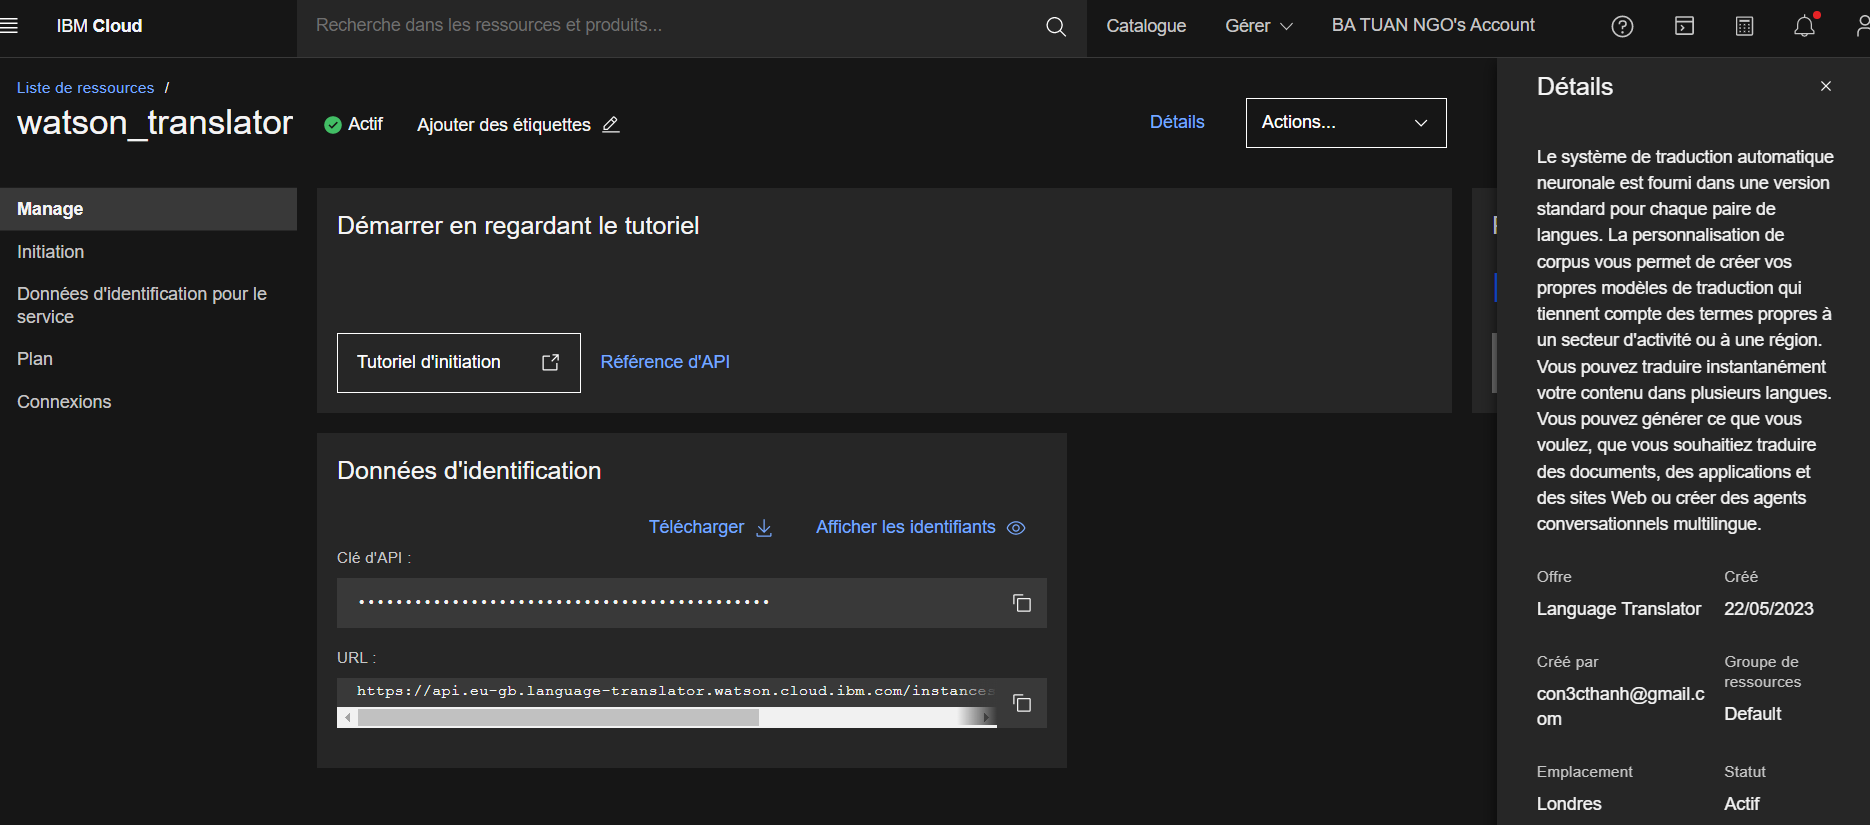 IBM Cloud
Recherche dans les ressources et produits...
Catalogue
Gérer
BA TUAN NGO's Account
Liste de ressources /
watson_translator
Actif
Ajouter des étiquettes
Détails
Actions...
Manage
Initiation
Données d'identification pour le
service
Plan
Connexions
Démarrer en regardant le tutoriel
Tutoriel d'initiation
Référence d'API
Données d'identification
Télécharger
Afficher les identifiants
Clé d'API :
URL :
https://api.eu-gb.language-translator.watson.cloud.ibm.com/instances
Détails
Le système de traduction automatique
neuronale est fourni dans une version
standard pour chaque paire de
langues. La personnalisation de
corpus vous permet de créer vos
propres modèles de traduction qui
tiennent compte des termes propres à
un secteur d'activité ou à une région.
Vous pouvez traduire instantanément
votre contenu dans plusieurs langues.
Vous pouvez générer ce que vous
voulez, que vous souhaitiez traduire
des documents, des applications et
des sites Web ou créer des agents
conversationnels multilingue.
Offre
Language Translator
Créé
22/05/2023
Créé par
con3cthanh@gmail.c
om
Groupe de
ressources
Default
Emplacement
Londres
Statut
Actif